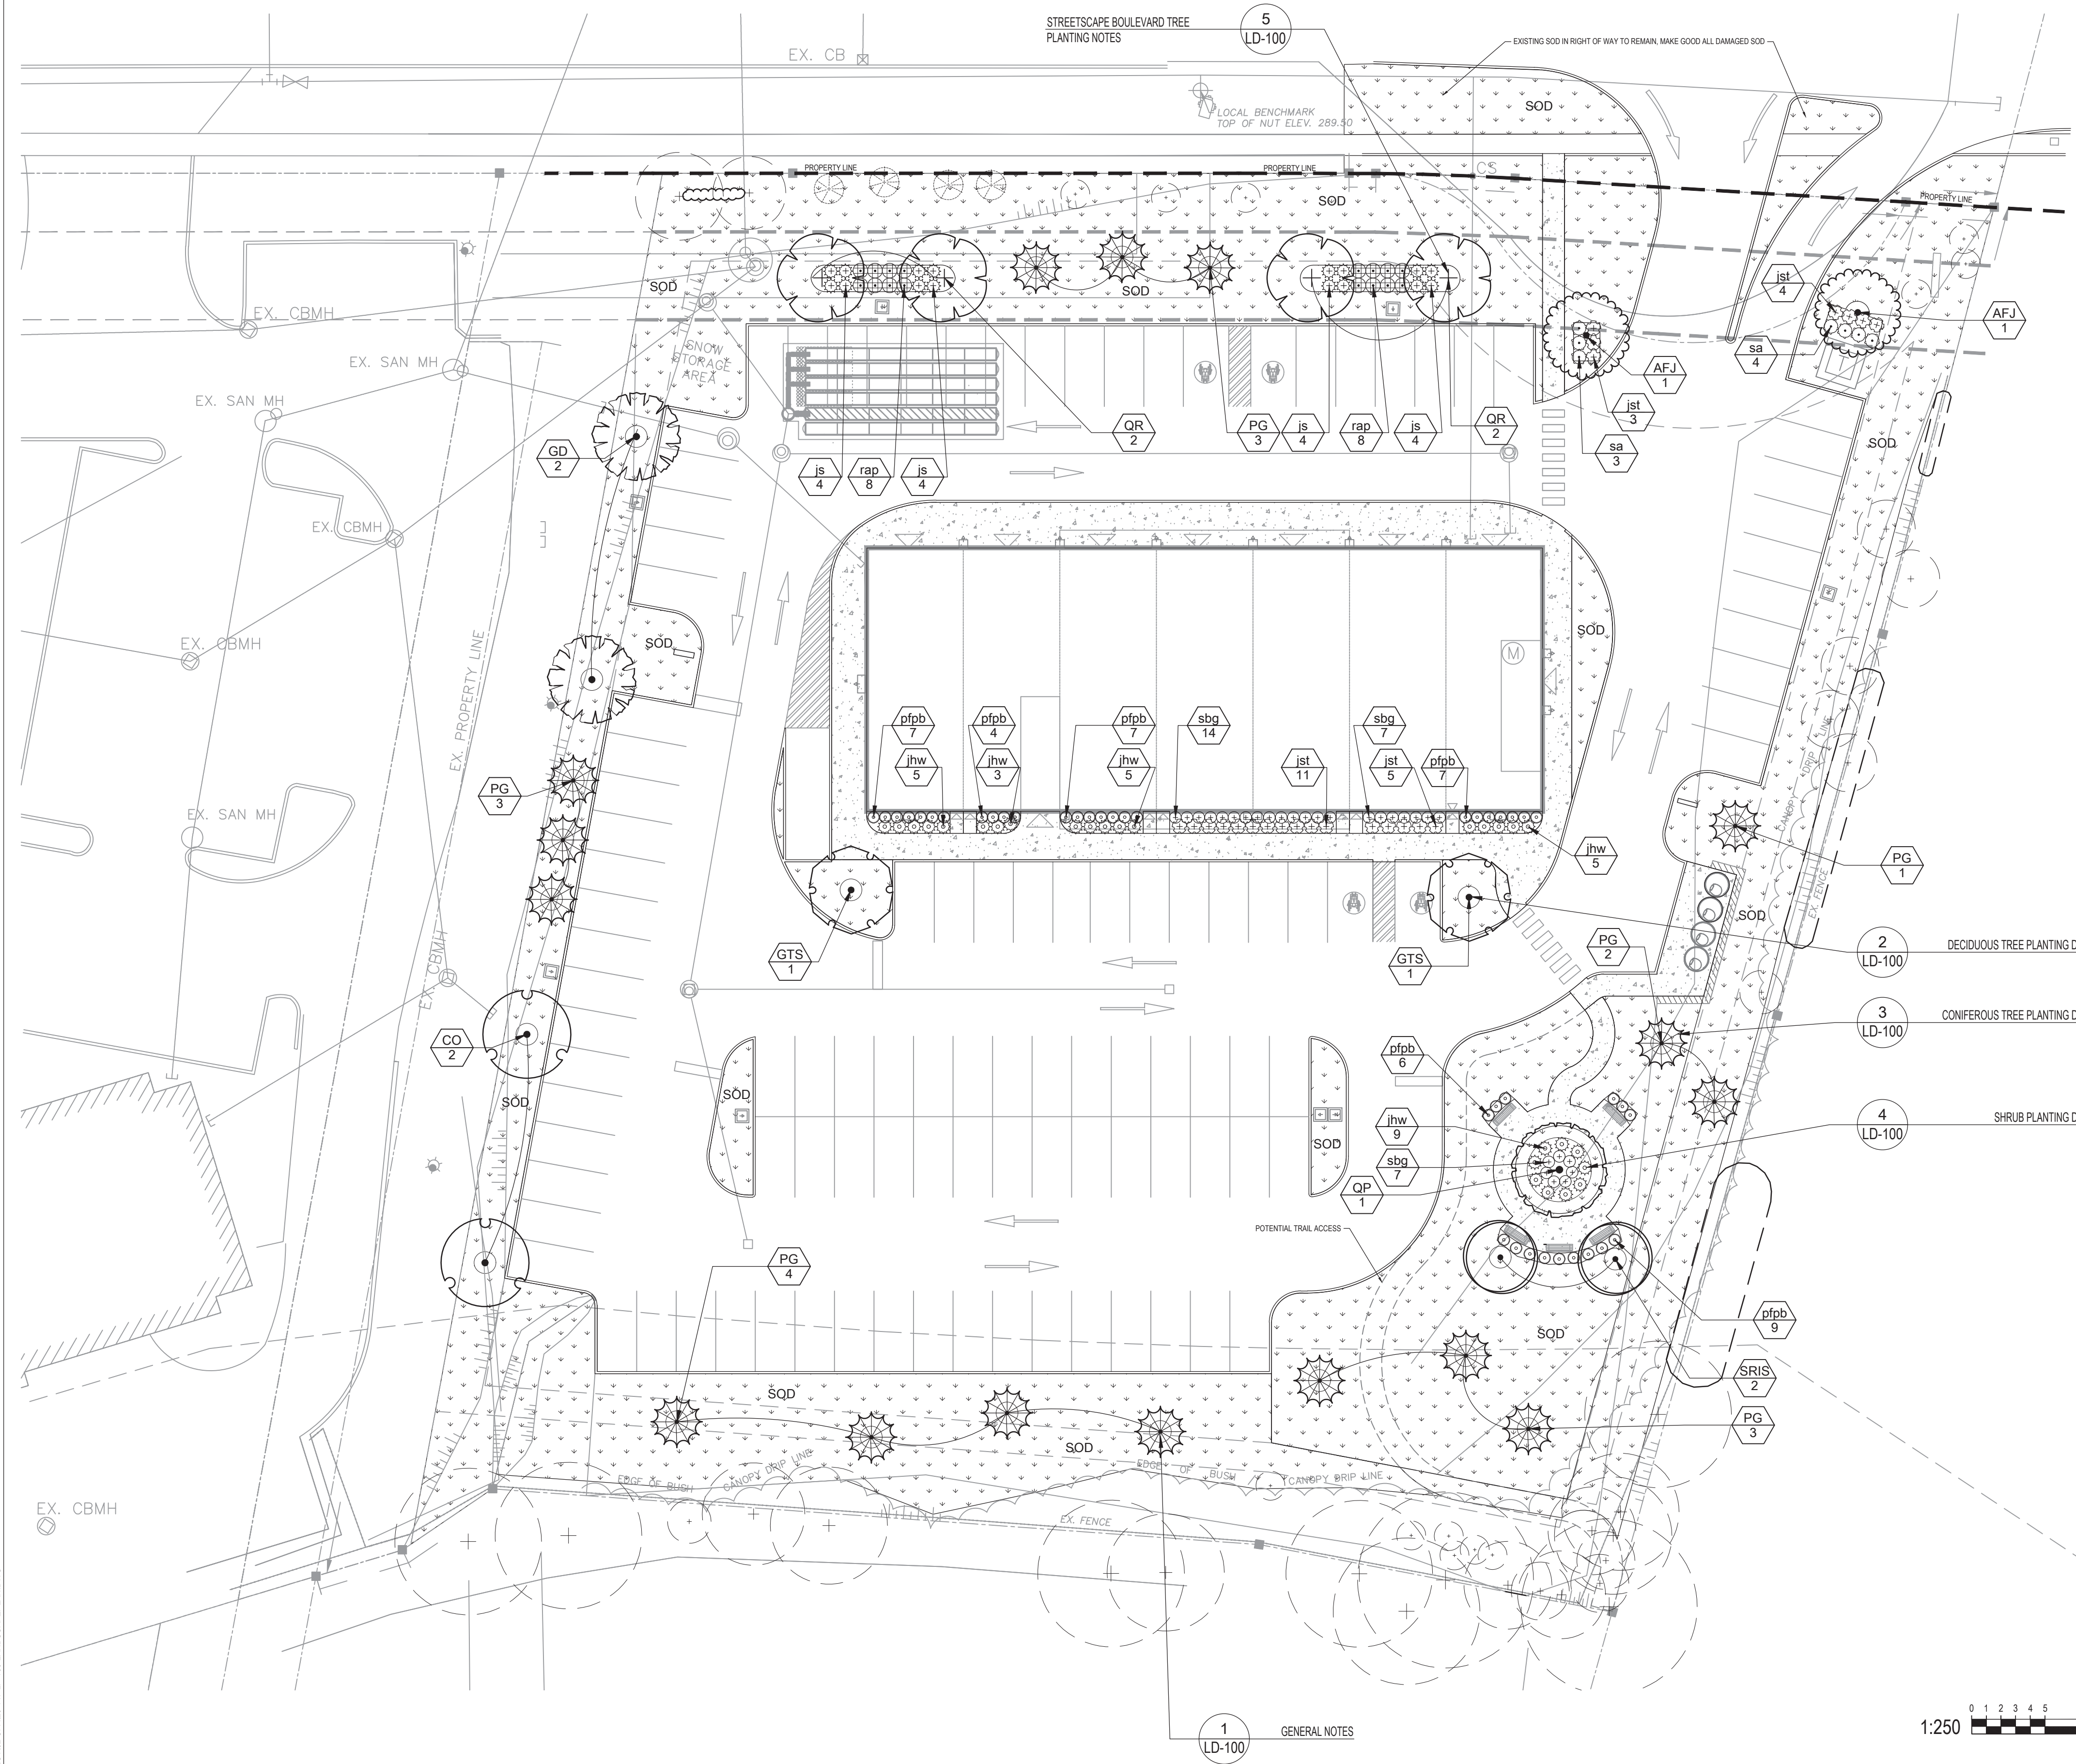 STREETSCAPE BOULEVARD TREE
PLANTING NOTES
5
LD-100
EXISTING SOD IN RIGHT OF WAY TO REMAIN, MAKE GOOD ALL DAMAGED SOD
EX. CB
LOCAL BENCHMARK
TOP OF NUT ELEV. 289.50
SOD
PROPERTY LINE
PROPERTY LINE
CS
PROPERTY LINE
SOD
SOD
SOD
jst
4
AFJ
1
sa
4
EX. CBMH
SNOW
STORAGE
AREA
EX. SAN MH
AFJ
1
jst
3
sa
3
SOD
EX. SAN MH
GD
2
QR
2
PG
3
js
4
rap
8
js
4
QR
2
js
4
rap
8
js
4
EX. CBMH
EX. CBMH
SOD
SOD
M
EX. PROPERTY LINE
pfpb
7
pfpb
4
pfpb
7
sbg
14
sbg
7
jhw
5
jhw
3
jhw
5
jst
11
jst
5
pfpb
7
CANOPY DRIP LINE
PG
3
EX. SAN MH
jhw
5
PG
1
EX. FENCE
SOD
GTS
1
GTS
1
PG
2
2
LD-100
DECIDUOUS TREE PLANTING D
EX. CBMH
3
LD-100
CONIFEROUS TREE PLANTING D
CO
2
pfpb
6
SOD
SOD
SOD
jhw
9
4
LD-100
SHRUB PLANTING D
sbg
7
QP
1
POTENTIAL TRAIL ACCESS
PG
4
pfpb
9
SOD
SRIS
2
SOD
PG
3
SOD
EDGE OF BUSH
CANOPY DRIP LINE
EDGE OF BUSH
CANOPY DRIP LINE
EX. CBMH
EX. FENCE
1
LD-100
GENERAL NOTES
1:250
0 1 2 3 4 5